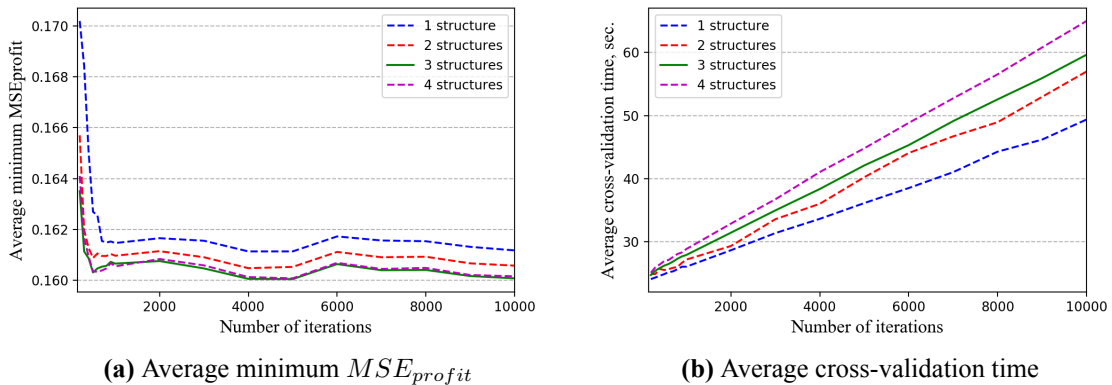 0.170
0.168
0.166
0.164
0.162
0.160
Average minimum MSEprofit
1 structure
2 structures
3 structures
4 structures
2000 4000 6000 8000 10000
Number of iterations
(a) Average minimum MSE_{profit}
60
50
40
30
Average cross-validation time, sec.
1 structure
2 structures
3 structures
4 structures
2000 4000 6000 8000 10000
Number of iterations
(b) Average cross-validation time